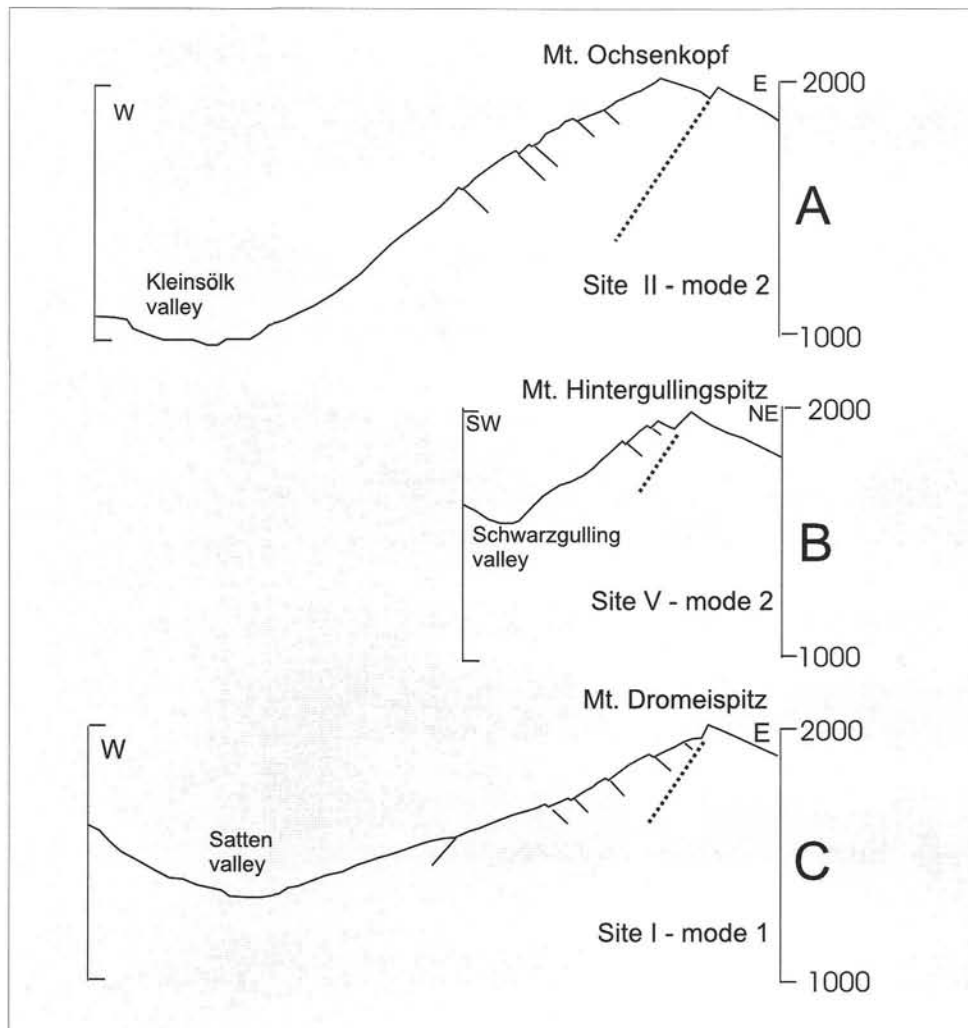 Mt. Ochsenkopf
W
E
2000
A
Kleinsölk
valley
Site II - mode 2
1000
Mt. Hintergullingspitz
SW
NE
2000
Schwarzgulling
valley
B
Site V - mode 2
1000
Mt. Dromeispitz
W
E
2000
Satten
valley
C
Site I - mode 1
1000